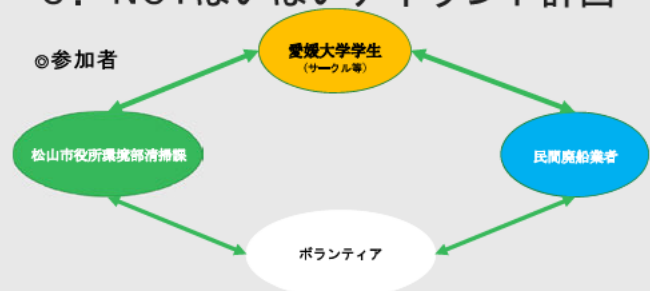 ◎参加者
愛媛大学学生
（サークル等）
松山市役所環境部清掃課
民間廃船業者
ボランティア